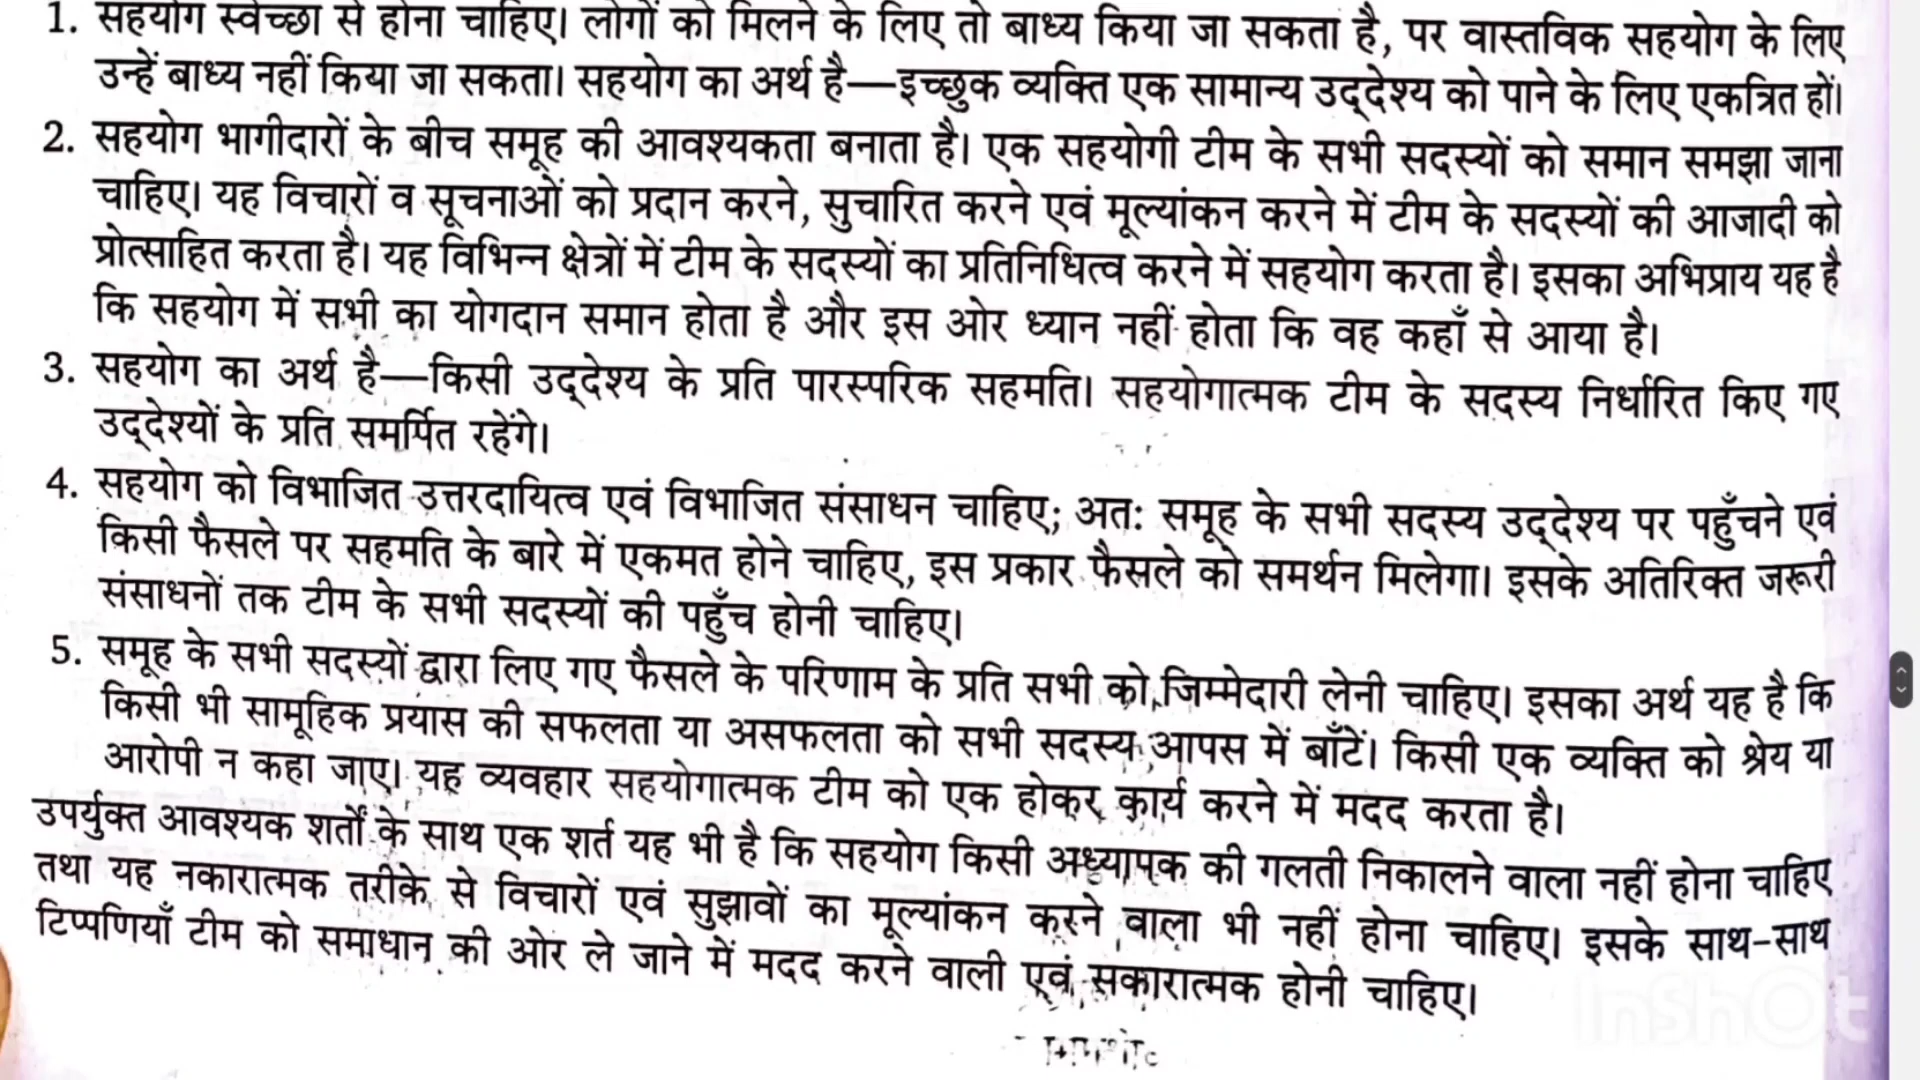 1. सहयोग स्वेच्छा से होना चाहिए। लोगों को मिलने के लिए तो बाध्य किया जा सकता है, पर वास्तविक सहयोग के लिए
उन्हें बाध्य नहीं किया जा सकता। सहयोग का अर्थ है—इच्छुक व्यक्ति एक सामान्य उद्देश्य को पाने के लिए एकत्रित हों।
2. सहयोग भागीदारों के बीच समूह की आवश्यकता बनाता है। एक सहयोगी टीम के सभी सदस्यों को समान समझा जाना
चाहिए। यह विचारों व सूचनाओं को प्रदान करने, सुचारित करने एवं मूल्यांकन करने में टीम के सदस्यों की आजादी को
प्रोत्साहित करता है। यह विभिन्न क्षेत्रों में टीम के सदस्यों का प्रतिनिधित्व करने में सहयोग करता है। इसका अभिप्राय यह है
कि सहयोग में सभी का योगदान समान होता है और इस ओर ध्यान नहीं होता कि वह कहाँ से आया है।
3. सहयोग का अर्थ है—किसी उद्देश्य के प्रति पारस्परिक सहमति। सहयोगात्मक टीम के सदस्य निर्धारित किए गए
उद्देश्यों के प्रति समर्पित रहेंगे।
4. सहयोग को विभाजित उत्तरदायित्व एवं विभाजित संसाधन चाहिए; अतः समूह के सभी सदस्य उद्देश्य पर पहुँचने एवं
किसी फैसले पर सहमति के बारे में एकमत होने चाहिए, इस प्रकार फैसले को समर्थन मिलेगा। इसके अतिरिक्त जरूरी
संसाधनों तक टीम के सभी सदस्यों की पहुँच होनी चाहिए।
5. समूह के सभी सदस्यों द्वारा लिए गए फैसले के परिणाम के प्रति सभी को जिम्मेदारी लेनी चाहिए। इसका अर्थ यह है कि
किसी भी सामूहिक प्रयास की सफलता या असफलता को सभी सदस्य आपस में बाँटें। किसी एक व्यक्ति को श्रेय या
आरोपी न कहा जाए। यह व्यवहार सहयोगात्मक टीम को एक होकर कार्य करने में मदद करता है।
उपर्युक्त आवश्यक शर्तों के साथ एक शर्त यह भी है कि सहयोग किसी अध्यापक की गलती निकालने वाला नहीं होना चाहिए
तथा यह नकारात्मक तरीके से विचारों एवं सुझावों का मूल्यांकन करने वाला भी नहीं होना चाहिए। इसके साथ-साथ
टिप्पणियाँ टीम को समाधान की ओर ले जाने में मदद करने वाली एवं सकारात्मक होनी चाहिए।
InShOt